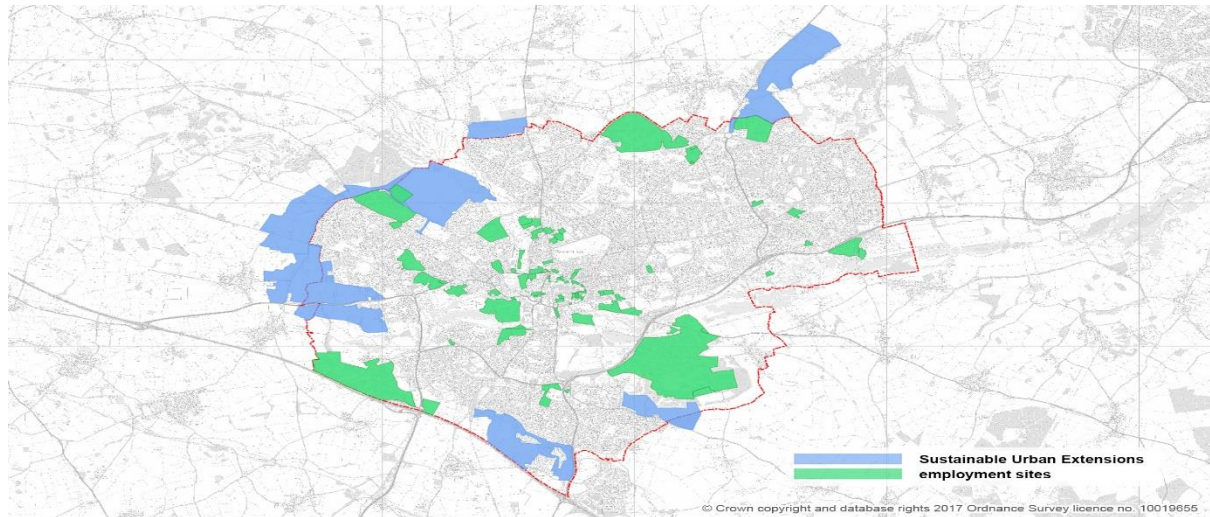 Sustainable Urban Extensions
employment sites
© Crown copyright and database rights 2017 Ordnance Survey licence no. 10019655